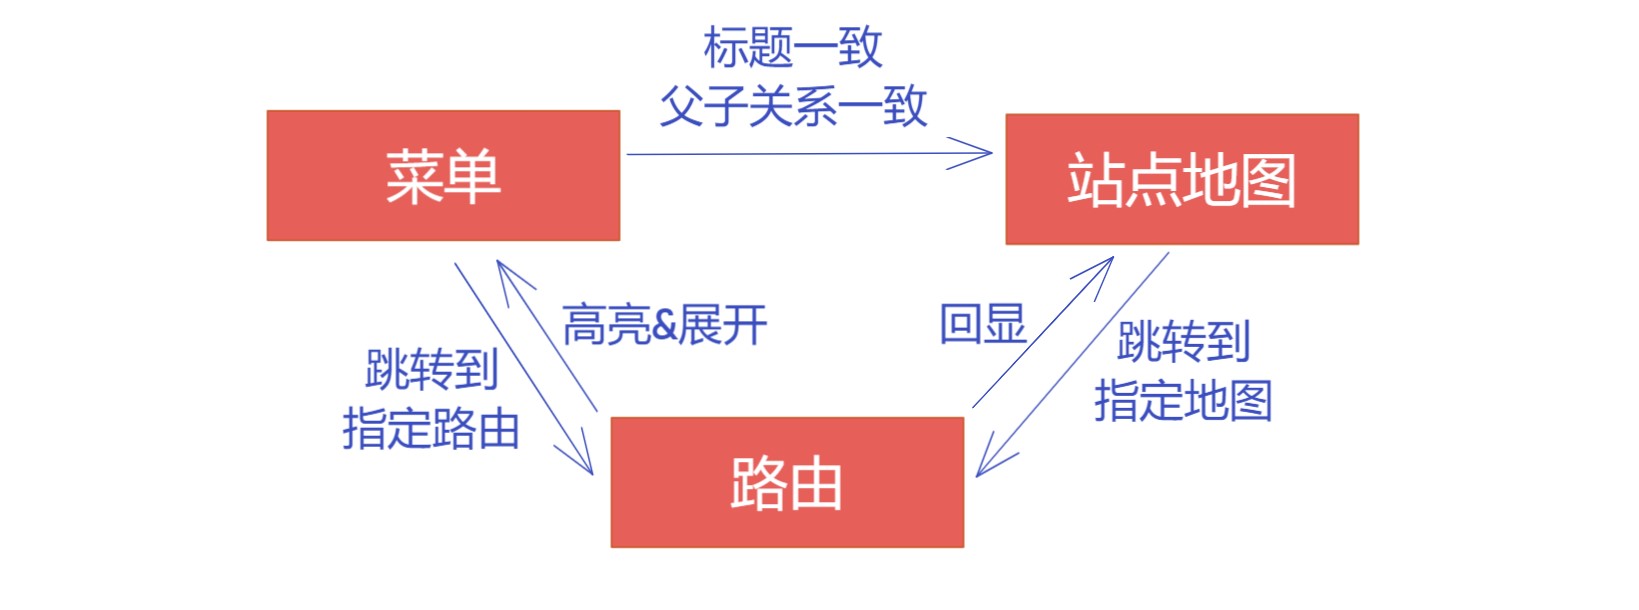 标题一致
父子关系一致
菜单
站点地图
高亮&展开
回显
跳转到
指定路由
跳转到
指定地图
路由